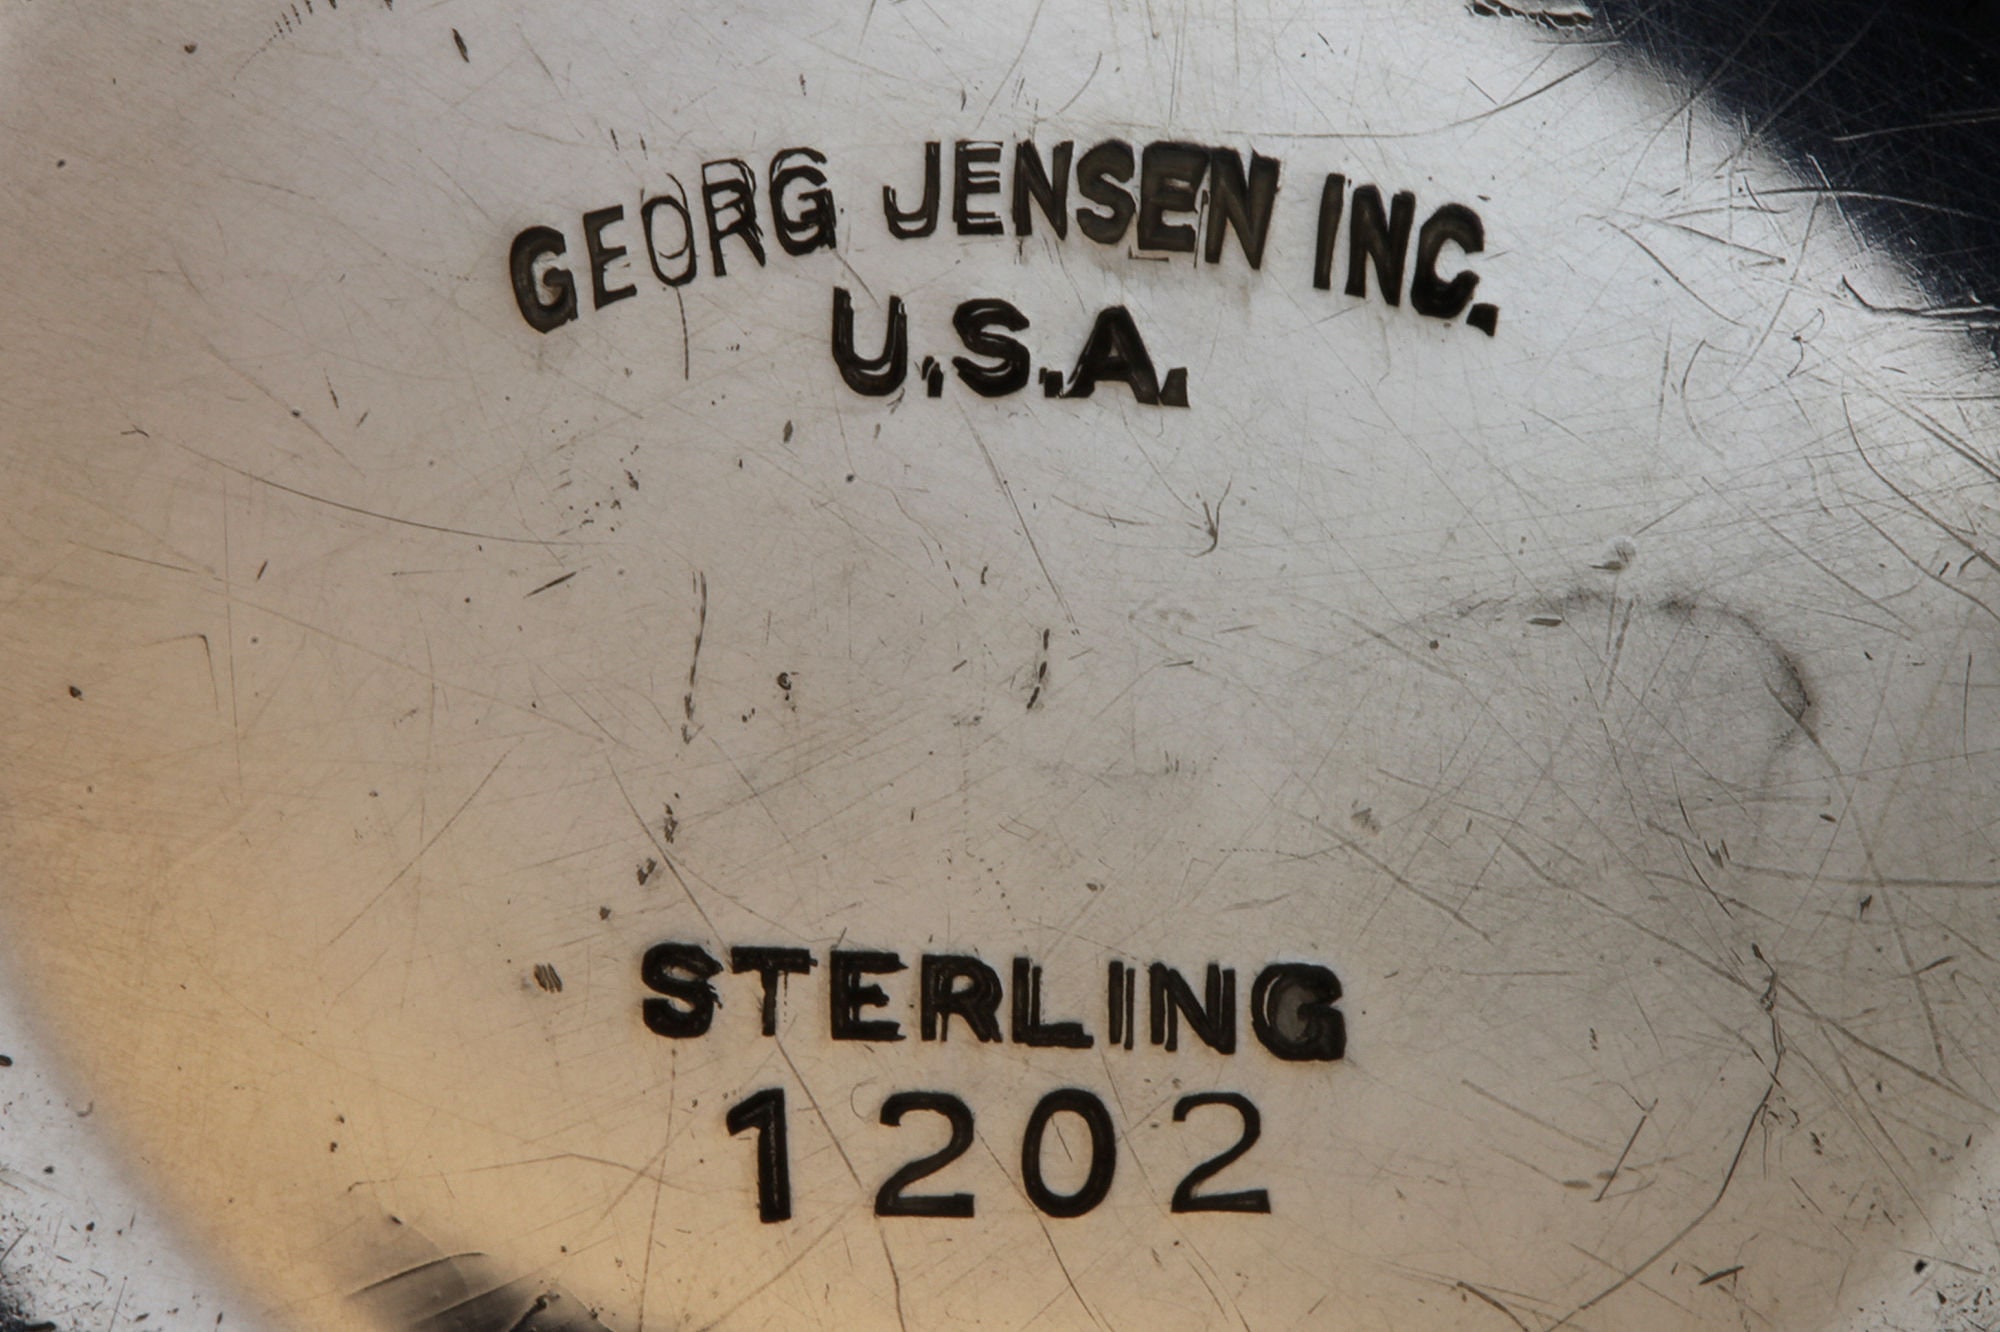 GEORG JENSEN INC.
U.S.A.
STERLING
1202